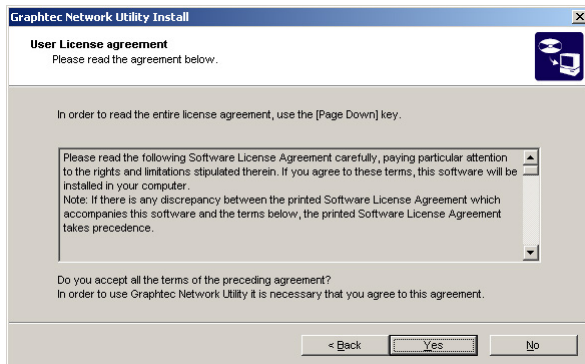 Graphtec Network Utility Install
User License agreement
Please read the agreement below.
In order to read the entire license agreement, use the [Page Down] key.
Please read the following Software License Agreement carefully, paying particular attention
to the rights and limitations stipulated therein. If you agree to these terms, this software will be
installed in your computer.
Note: If there is any discrepancy between the printed Software License Agreement which
accompanies this software and the terms below, the printed Software License Agreement
takes precedence.
Do you accept all the terms of the preceding agreement?
In order to use Graphtec Network Utility it is necessary that you agree to this agreement.
< Back Yes No